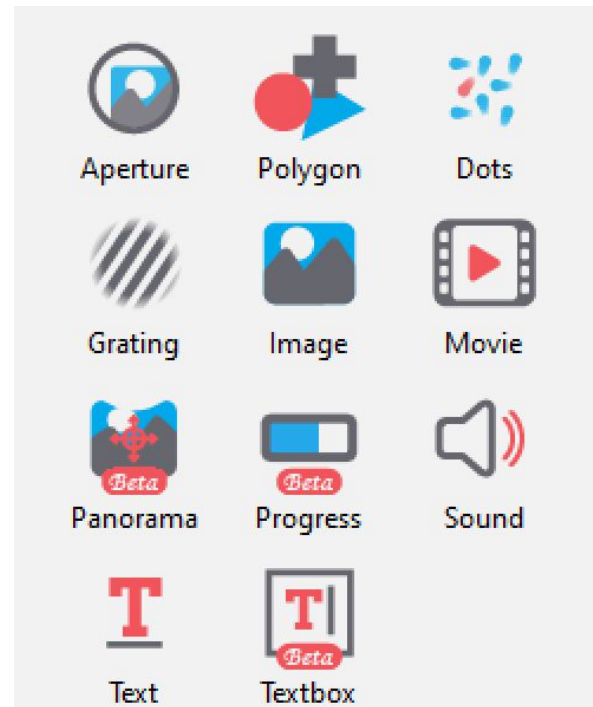 Aperture Polygon Dots
Grating Image Movie
Beta Beta
Panorama Progress Sound
T T
Beta
Text Textbox